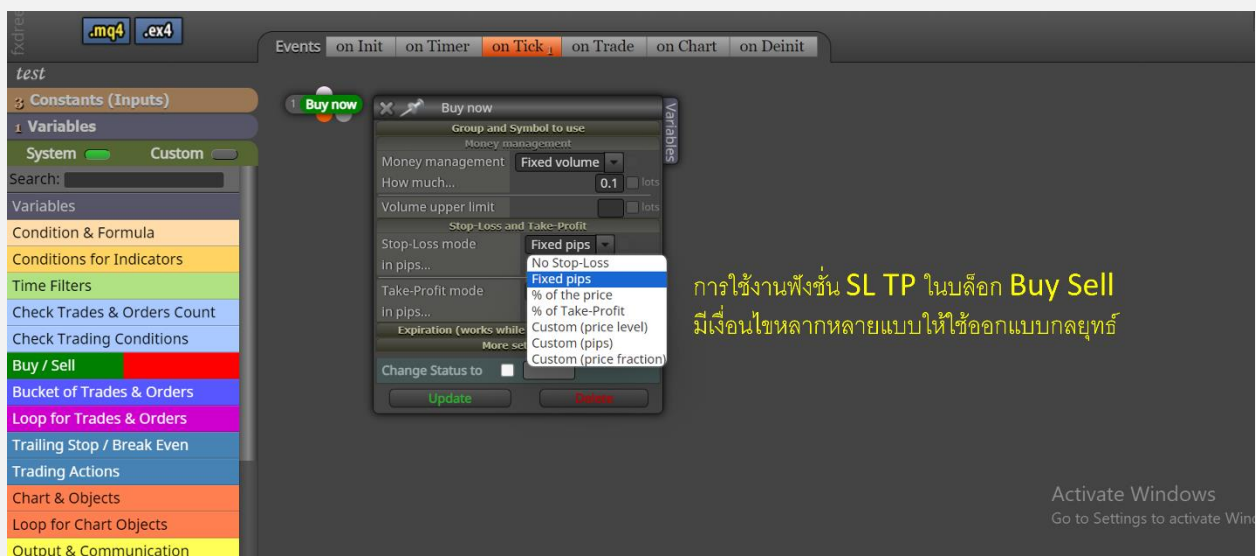 fxdree
.mq4 .ex4
Events on Init on Timer on Tick 1 on Trade on Chart on Deinit
test
3 Constants (Inputs)
1 Variables
System Custom
Search:
Variables
Condition & Formula
Conditions for Indicators
Time Filters
Check Trades & Orders Count
Check Trading Conditions
Buy / Sell
Bucket of Trades & Orders
Loop for Trades & Orders
Trailing Stop / Break Even
Trading Actions
Chart & Objects
Loop for Chart Objects
Output & Communication
1 Buy now
Buy now
Variables
Group and Symbol to use
Money management
Money management Fixed volume
How much... 0.1 lots
Volume upper limit lots
Stop-Loss and Take-Profit
Stop-Loss mode Fixed pips
in pips...
Take-Profit mode
in pips...
Expiration (works while
More set
No Stop-Loss
Fixed pips
% of the price
% of Take-Profit
Custom (price level)
Custom (pips)
Custom (price fraction)
Change Status to
Update Delete
การใช้งานฟังชั่น SL TP ในบล็อก Buy Sell
มีเงื่อนไขหลากหลายแบบให้ใช้ออกแบบกลยุทธ์
Activate Windows
Go to Settings to activate Win